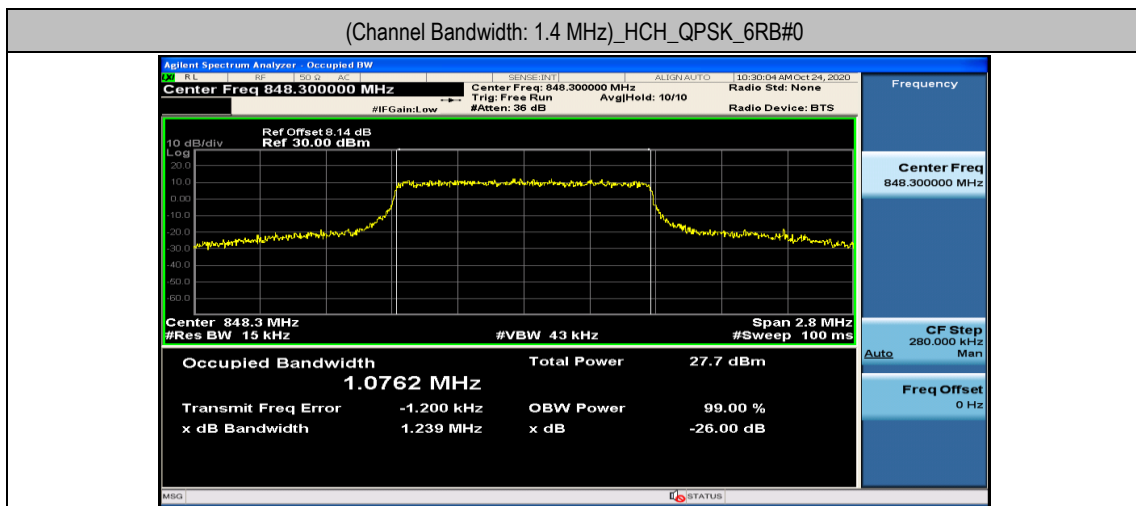 (Channel Bandwidth: 1.4 MHz)_HCH_QPSK_6RB#0
Agilent Spectrum Analyzer - Occupied BW
LXI RL RF 50 Ω AC SENSE:INT ALIGN AUTO 10:30:04 AM Oct 24, 2020
Center Freq 848.300000 MHz
Center Freq: 848.300000 MHz
Radio Std: None
Trig: Free Run Avg|Hold: 10/10
#IFGain:Low #Atten: 36 dB Radio Device: BTS
Ref Offset 8.14 dB
10 dB/div Ref 30.00 dBm
Log
20.0
10.0
0.00
-10.0
-20.0
-30.0
-40.0
-50.0
-60.0
Center 848.3 MHz Span 2.8 MHz
#Res BW 15 kHz #VBW 43 kHz #Sweep 100 ms
Occupied Bandwidth Total Power 27.7 dBm
1.0762 MHz
Transmit Freq Error -1.200 kHz OBW Power 99.00 %
x dB Bandwidth 1.239 MHz x dB -26.00 dB
Frequency
Center Freq
848.300000 MHz
CF Step
280.000 kHz
Auto Man
Freq Offset
0 Hz
MSG STATUS